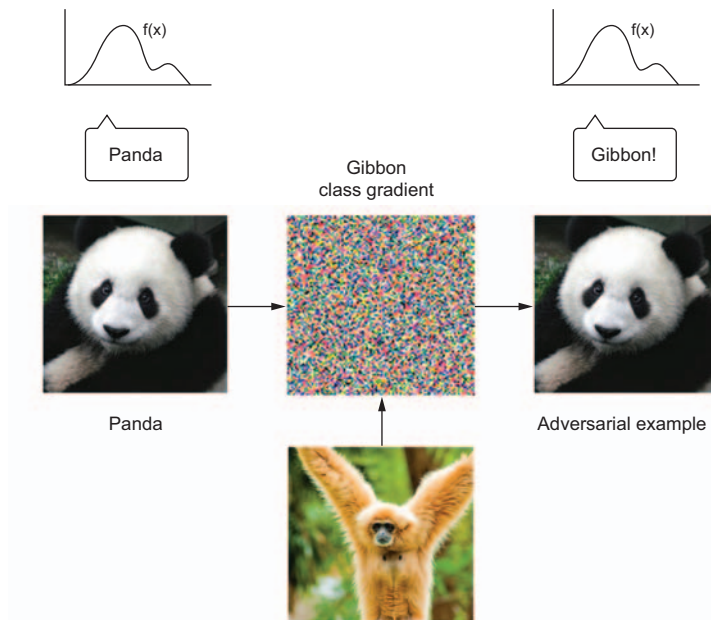 f(x)
f(x)
Panda
Gibbon!
Gibbon
class gradient
Panda
Adversarial example